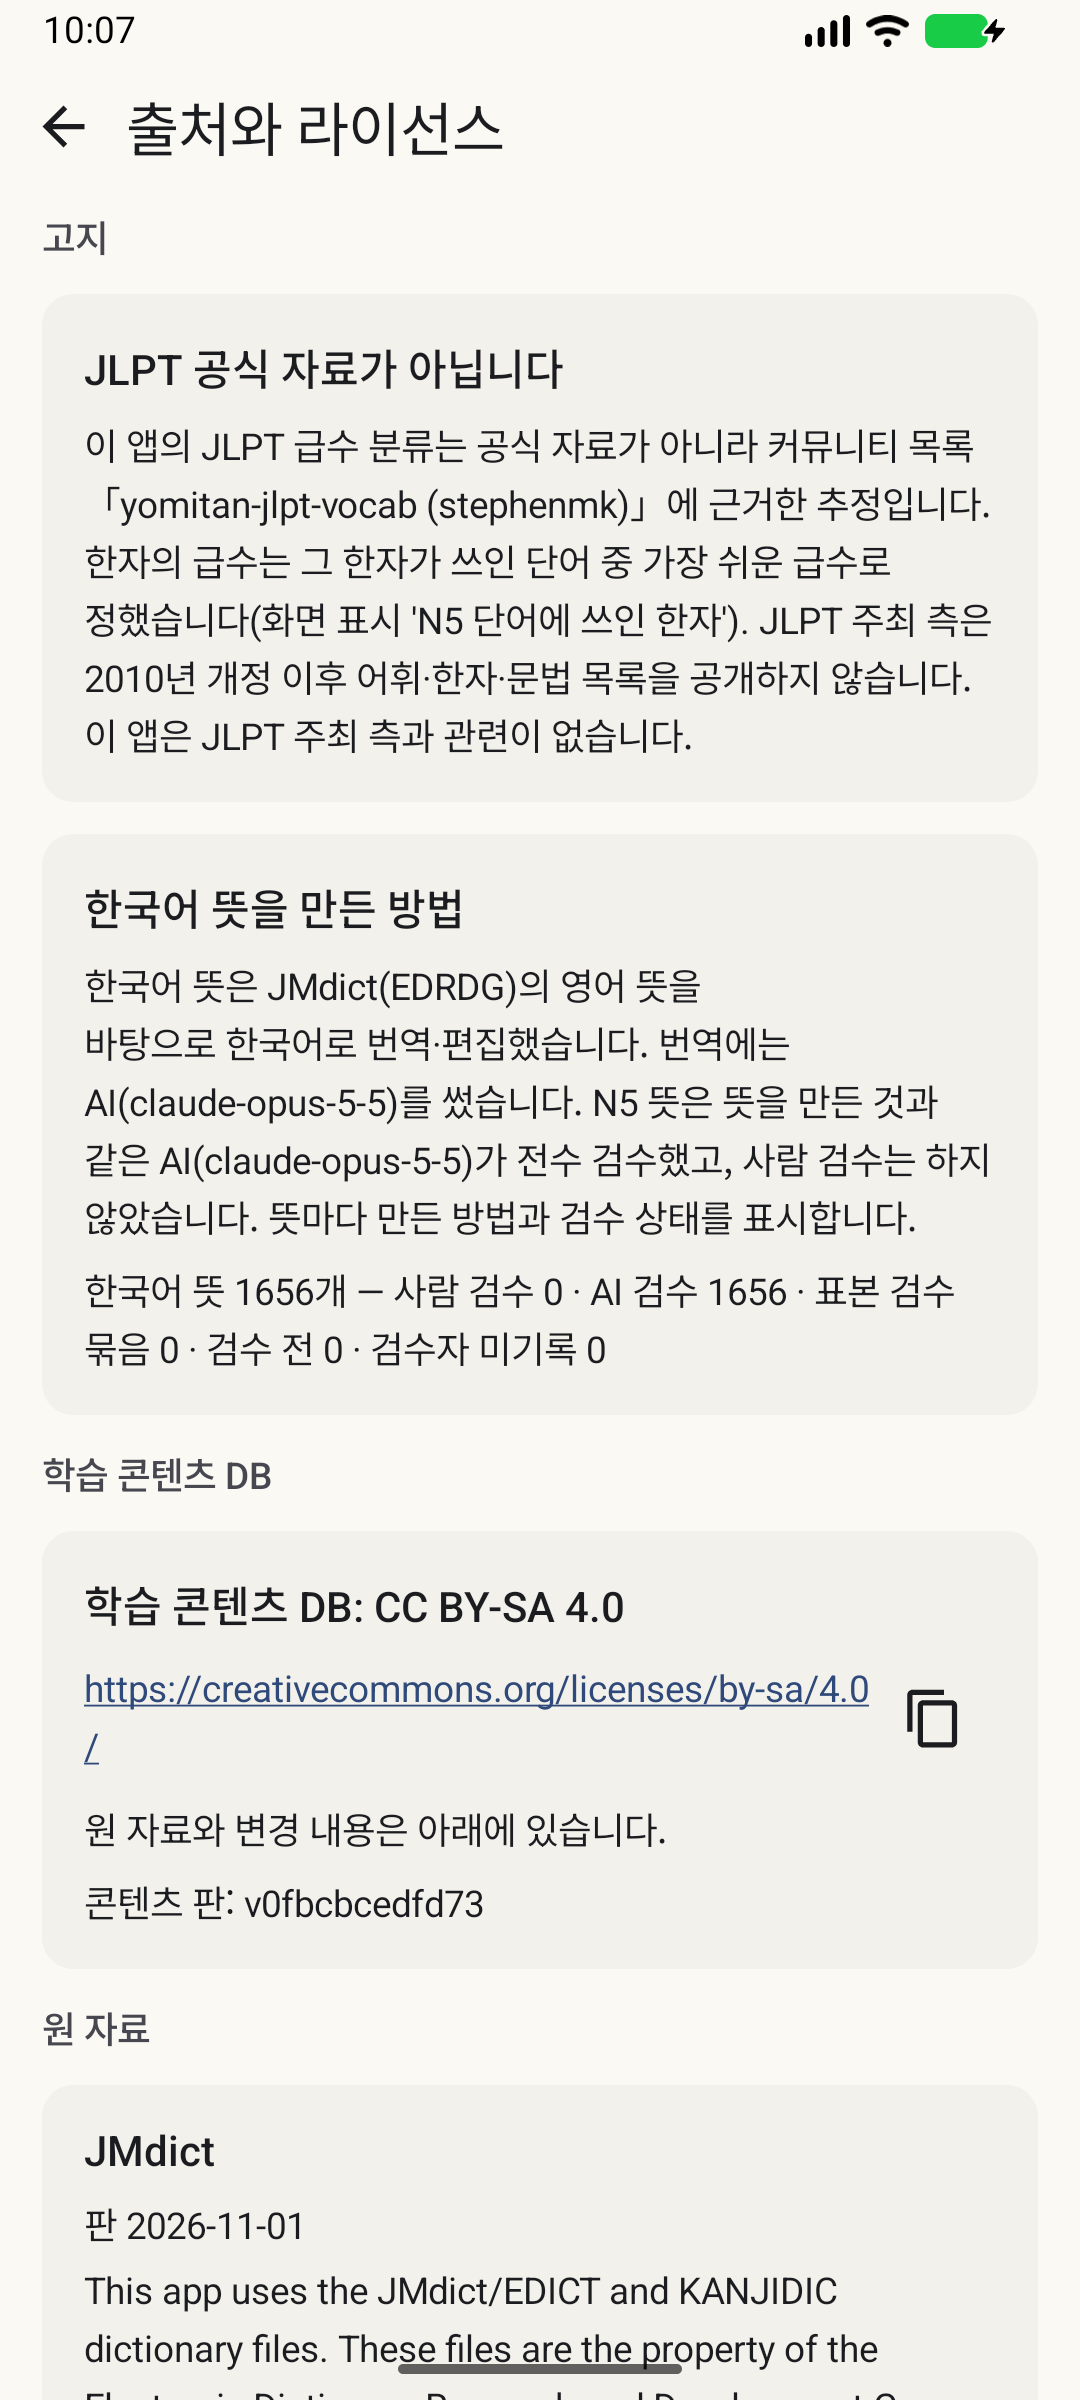 10:07
출처와 라이선스
고지
JLPT 공식 자료가 아닙니다
이 앱의 JLPT 급수 분류는 공식 자료가 아니라 커뮤니티 목록
「yomitan-jlpt-vocab (stephenmk)」에 근거한 추정입니다.
한자의 급수는 그 한자가 쓰인 단어 중 가장 쉬운 급수로
정했습니다(화면 표시 'N5 단어에 쓰인 한자'). JLPT 주최 측은
2010년 개정 이후 어휘·한자·문법 목록을 공개하지 않습니다.
이 앱은 JLPT 주최 측과 관련이 없습니다.
한국어 뜻을 만든 방법
한국어 뜻은 JMdict(EDRDG)의 영어 뜻을
바탕으로 한국어로 번역·편집했습니다. 번역에는
AI(claude-opus-5-5)를 썼습니다. N5 뜻은 뜻을 만든 것과
같은 AI(claude-opus-5-5)가 전수 검수했고, 사람 검수는 하지
않았습니다. 뜻마다 만든 방법과 검수 상태를 표시합니다.
한국어 뜻 1656개 — 사람 검수 0 · AI 검수 1656 · 표본 검수
묶음 0 · 검수 전 0 · 검수자 미기록 0
학습 콘텐츠 DB
학습 콘텐츠 DB: CC BY-SA 4.0
https://creativecommons.org/licenses/by-sa/4.0
/
원 자료와 변경 내용은 아래에 있습니다.
콘텐츠 판: v0fbcbcedfd73
원 자료
JMdict
판 2026-11-01
This app uses the JMdict/EDICT and KANJIDIC
dictionary files. These files are the property of the